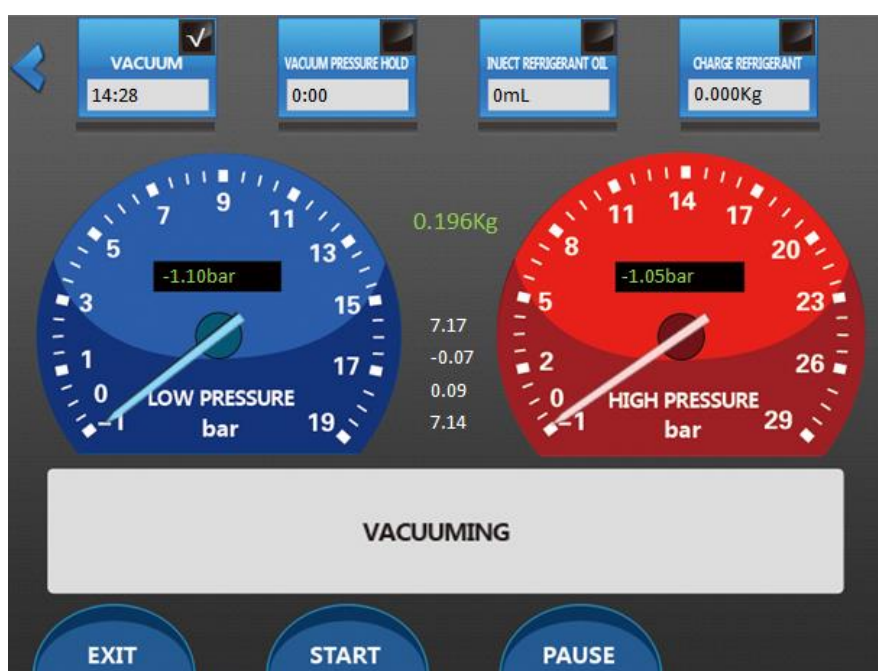 √
VACUUM
14:28
VACUUM PRESSURE HOLD
0:00
INJECT REFRIGERANT OIL
0mL
CHARGE REFRIGERANT
0.000Kg
-1
0
1
3
5
7
9
11
13
15
17
19
-1.10bar
LOW PRESSURE
bar
0.196Kg
7.17
-0.07
0.09
7.14
-1
0
2
5
8
11
14
17
20
23
26
29
-1.05bar
HIGH PRESSURE
bar
VACUUMING
EXIT
START
PAUSE